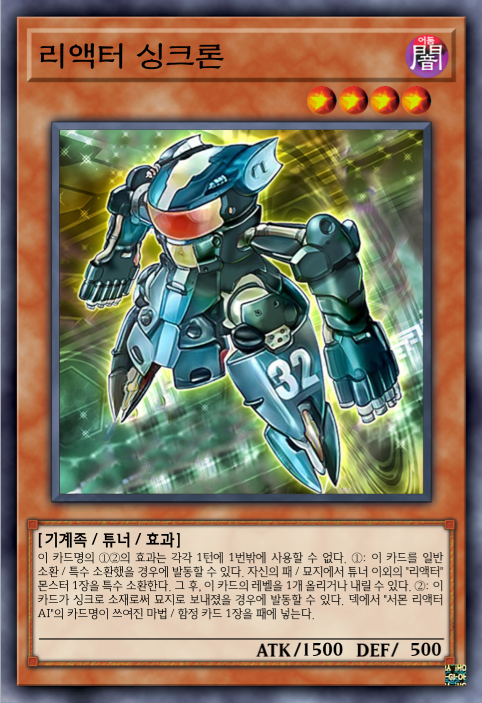 리액터 싱크론
어둠
闇
32
[기계족 / 튜너 / 효과]
이 카드명의 ①②의 효과는 각각 1턴에 1번밖에 사용할 수 없다. ①: 이 카드를 일반
소환 / 특수 소환했을 경우에 발동할 수 있다. 자신의 패 / 묘지에서 튜너 이외의 "리액터"
몬스터 1장을 특수 소환한다. 그 후, 이 카드의 레벨을 1개 올리거나 내릴 수 있다. ②: 이
카드가 싱크로 소재로써 묘지로 보내졌을 경우에 발동할 수 있다. 덱에서 "서몬 리액터
AI"의 카드명이 쓰여진 마법 / 함정 카드 1장을 패에 넣는다.
ATK/1500 DEF/ 500